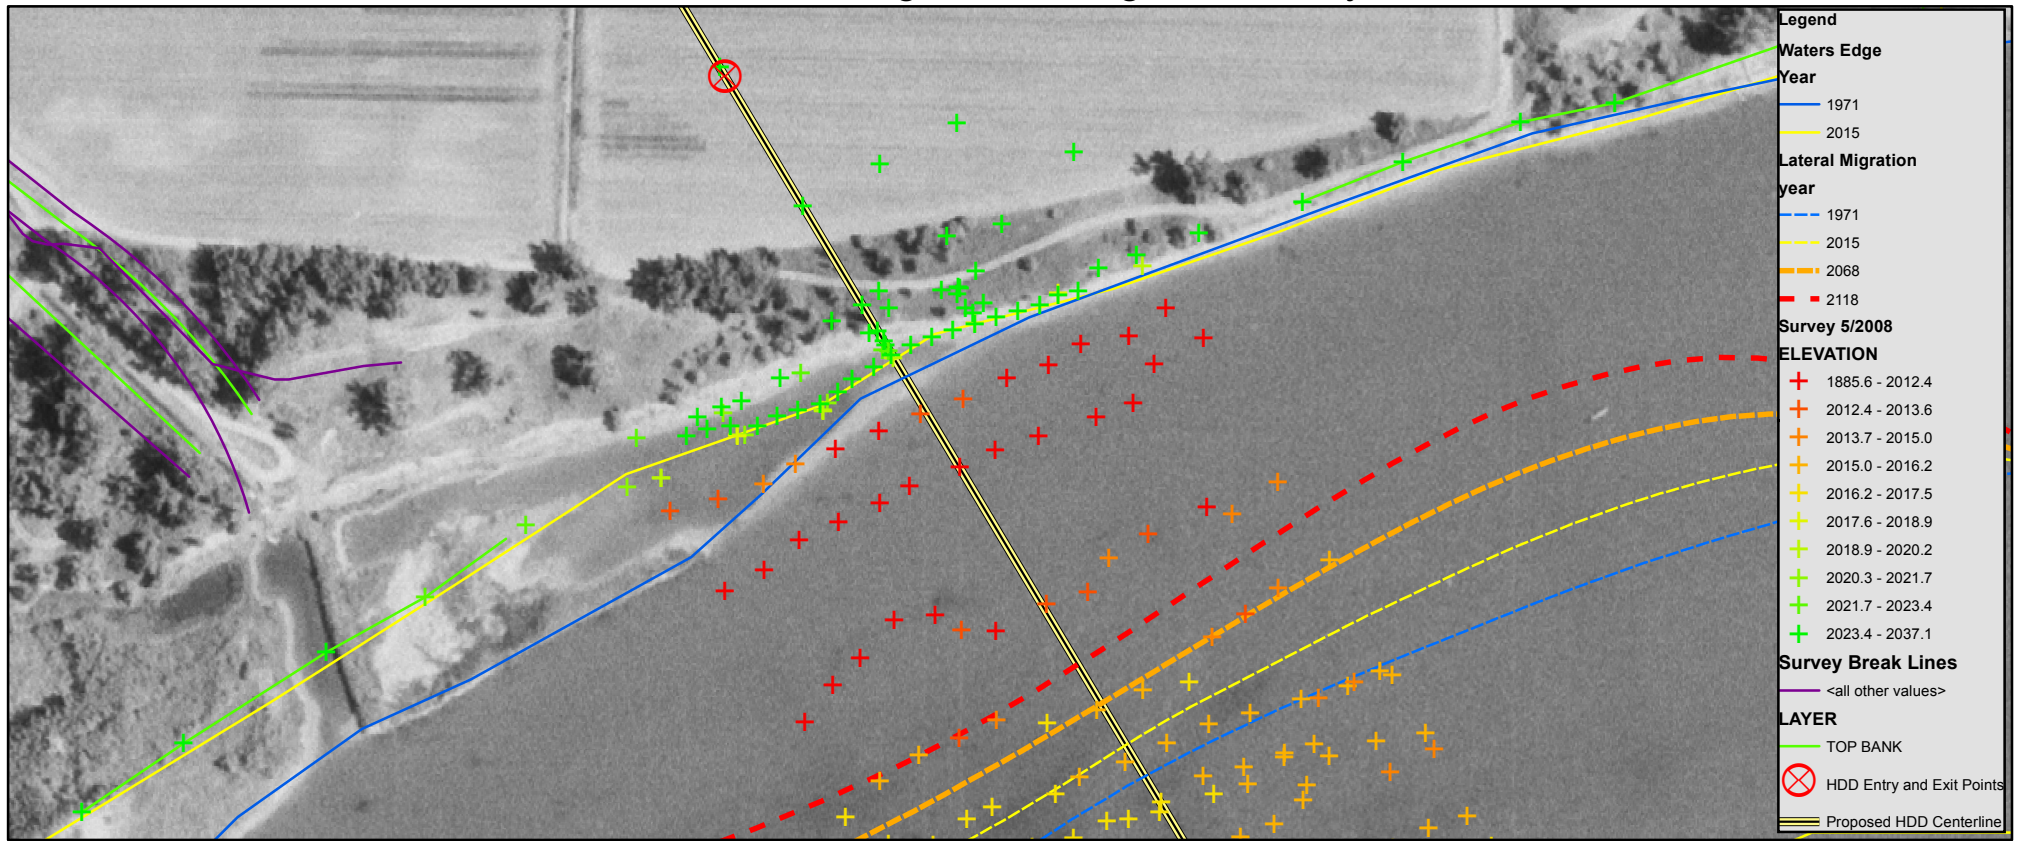 Legend
Waters Edge
Year
1971
2015
Lateral Migration
year
1971
2015
2068
2118
Survey 5/2008
ELEVATION
1885.6 - 2012.4
2012.4 - 2013.6
2013.7 - 2015.0
2015.0 - 2016.2
2016.2 - 2017.5
2017.6 - 2018.9
2018.9 - 2020.2
2020.3 - 2021.7
2021.7 - 2023.4
2023.4 - 2037.1
Survey Break Lines
<all other values>
LAYER
TOP BANK
HDD Entry and Exit Points
Proposed HDD Centerline